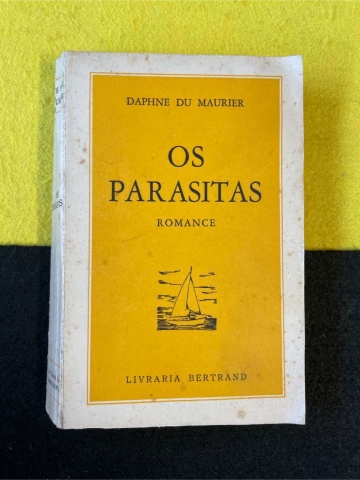 DAPHNE DU MAURIER
OS
PARASITAS
ROMANCE
LIVRARIA BERTRAND